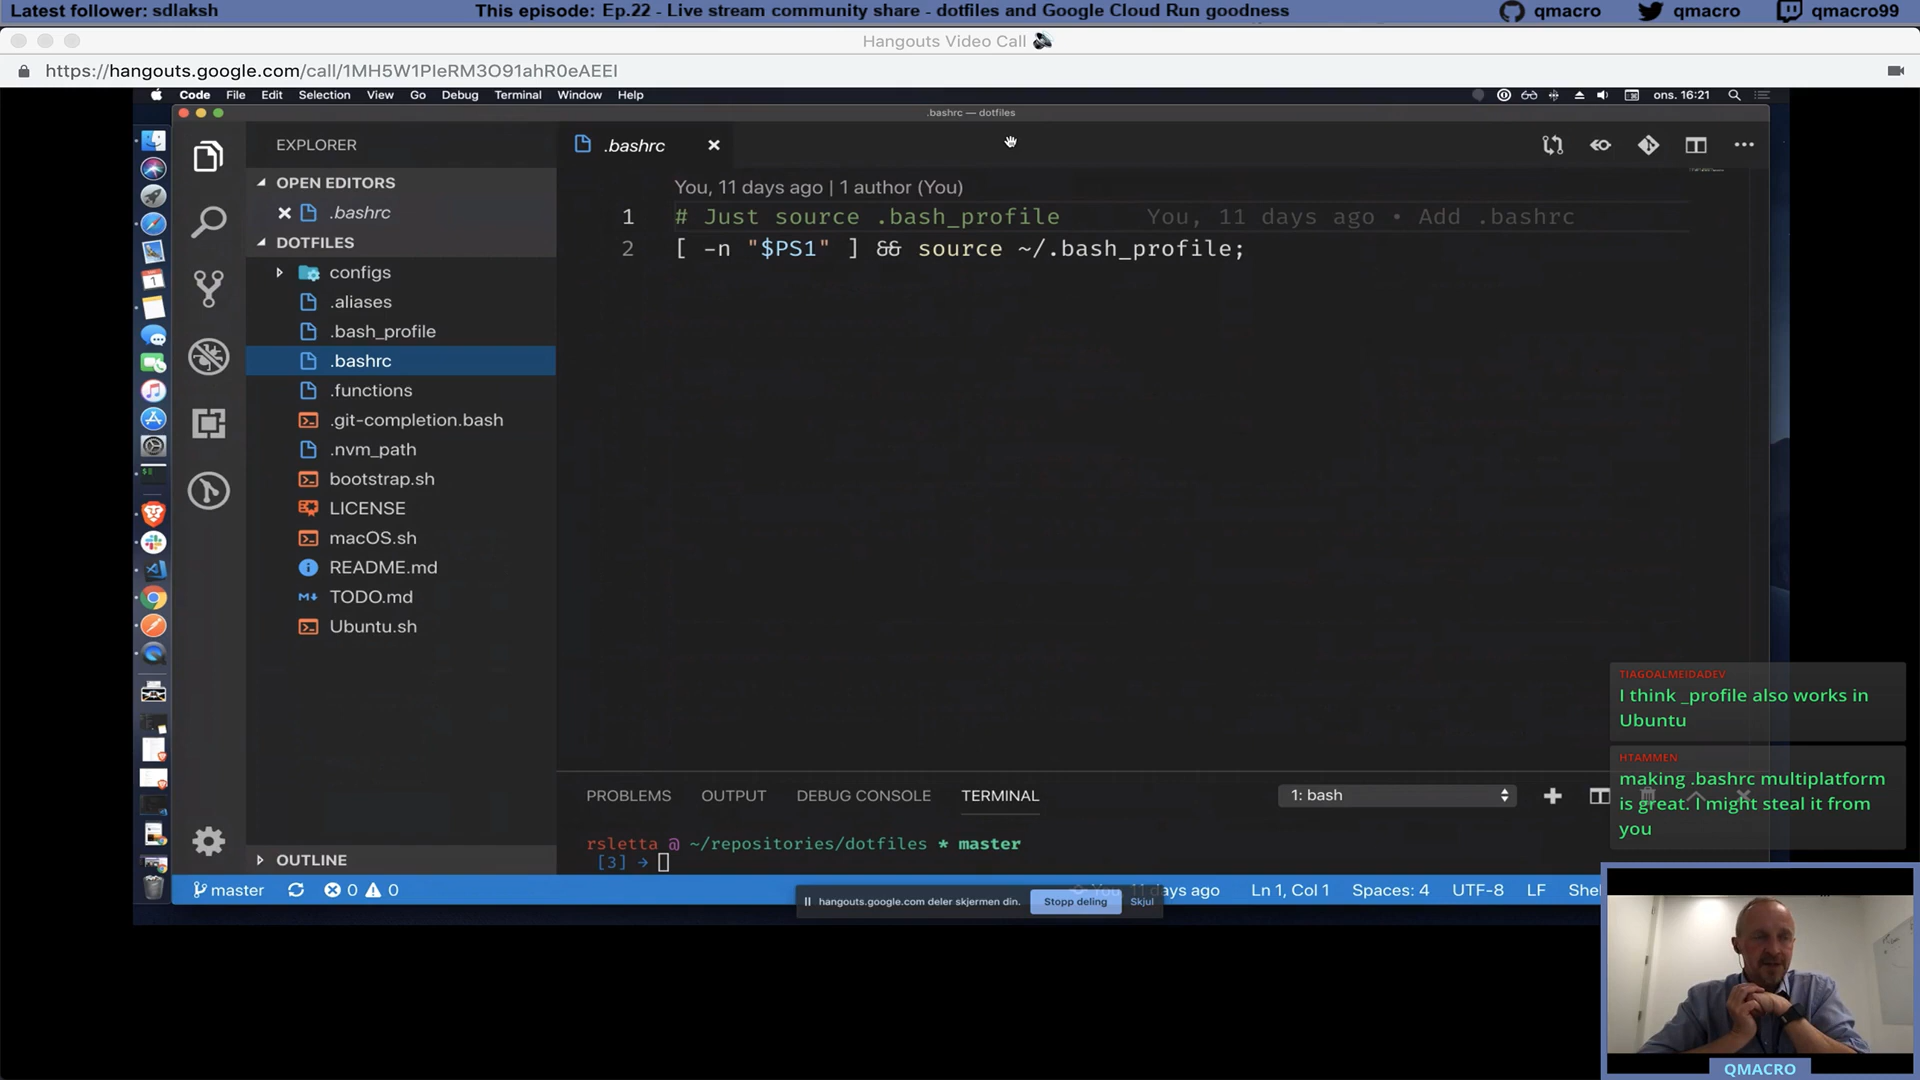 Latest follower: sdlaksh
This episode: Ep.22 - Live stream community share - dotfiles and Google Cloud Run goodness
qmacro
qmacro
qmacro99
Hangouts Video Call
https://hangouts.google.com/call/1MH5W1PIeRM3O91ahR0eAEEI
Code File Edit Selection View Go Debug Terminal Window Help
ons. 16:21
.bashrc — dotfiles
EXPLORER
.bashrc
OPEN EDITORS
.bashrc
DOTFILES
configs
.aliases
.bash_profile
.bashrc
.functions
.git-completion.bash
.nvm_path
bootstrap.sh
LICENSE
macOS.sh
README.md
TODO.md
Ubuntu.sh
OUTLINE
You, 11 days ago | 1 author (You)
1 # Just source .bash_profile You, 11 days ago • Add .bashrc
2 [ -n "$PS1" ] && source ~/.bash_profile;
PROBLEMS OUTPUT DEBUG CONSOLE TERMINAL
1: bash
rsletta @ ~/repositories/dotfiles * master
[3] →
master 0 0
You, 11 days ago Ln 1, Col 1 Spaces: 4 UTF-8 LF Shel
hangouts.google.com deler skjermen din. Stopp deling Skjul
TIAGOALMEIDADEV
I think _profile also works in
Ubuntu
HTAMMEN
making .bashrc multiplatform
is great. I might steal it from
you
QMACRO